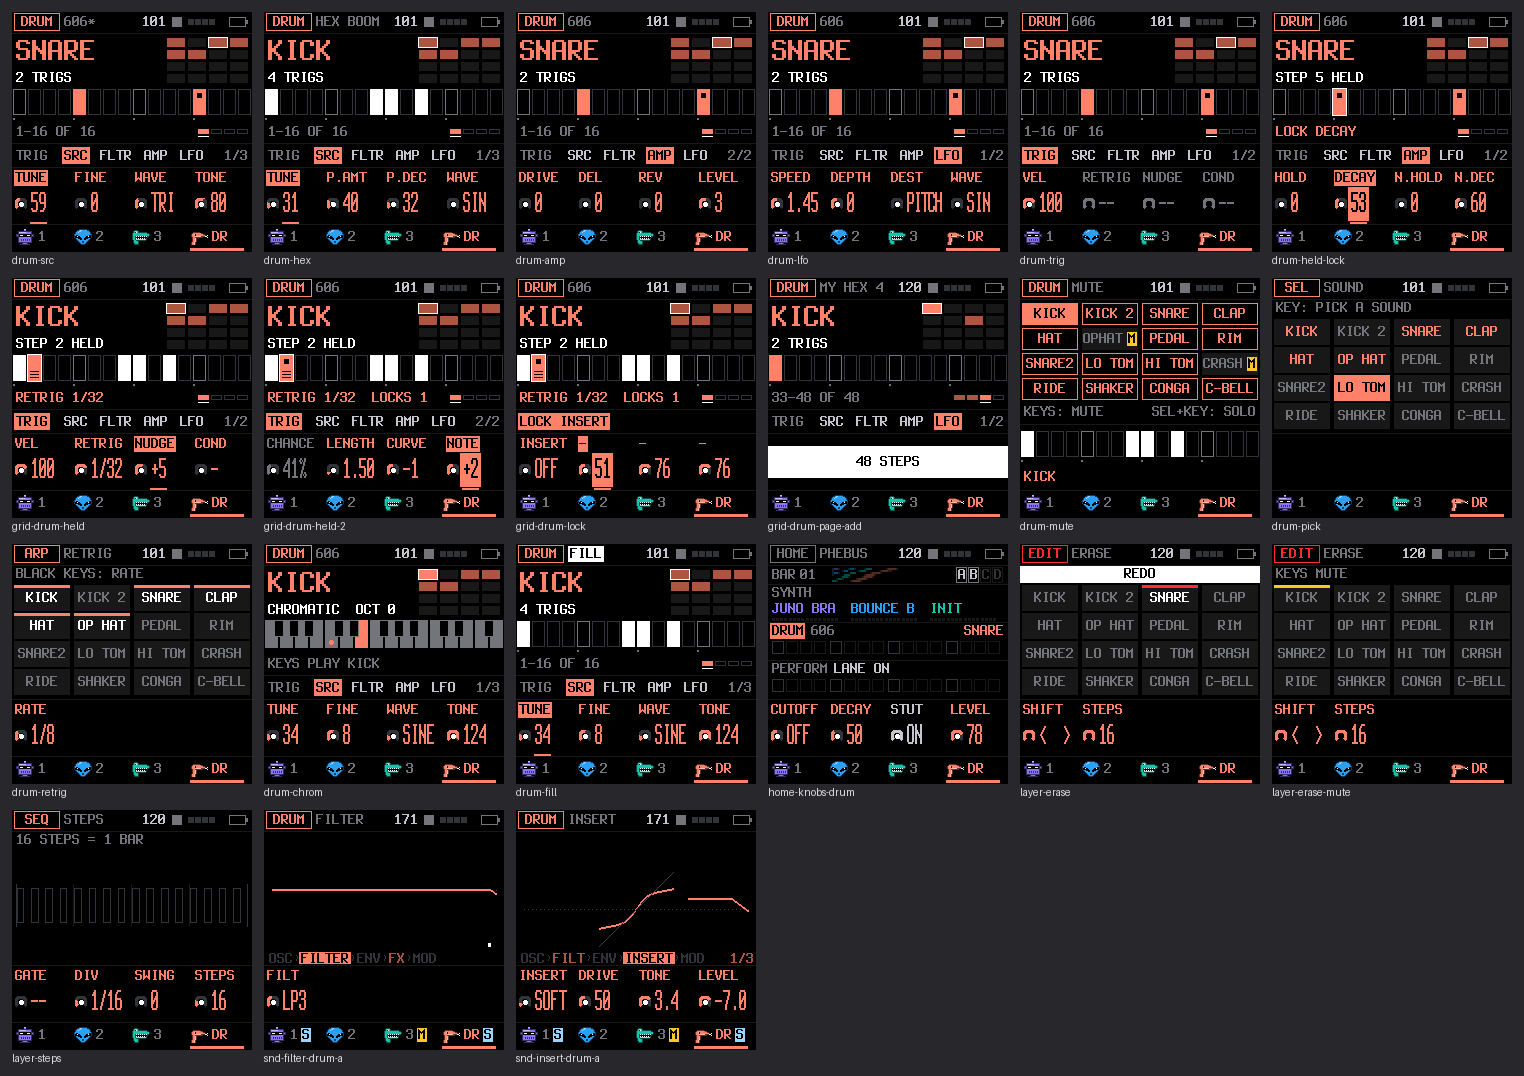 DRUM 606* 101
SNARE
2 TRIGS
1-16 OF 16
TRIG SRC FLTR AMP LFO 1/3
TUNE FINE WAVE TONE
59 0 TRI 80
1 2 3 DR
drum-src
DRUM HEX BOOM 101
KICK
4 TRIGS
1-16 OF 16
TRIG SRC FLTR AMP LFO 1/3
TUNE P.AMT P.DEC WAVE
31 40 32 SIN
1 2 3 DR
drum-hex
DRUM 606 101
SNARE
2 TRIGS
1-16 OF 16
TRIG SRC FLTR AMP LFO 2/2
DRIVE DEL REV LEVEL
0 0 0 3
1 2 3 DR
drum-amp
DRUM 606 101
SNARE
2 TRIGS
1-16 OF 16
TRIG SRC FLTR AMP LFO 1/2
SPEED DEPTH DEST WAVE
1.45 0 PITCH SIN
1 2 3 DR
drum-lfo
DRUM 606 101
SNARE
2 TRIGS
1-16 OF 16
TRIG SRC FLTR AMP LFO 1/2
VEL RETRIG NUDGE COND
100 -- -- --
1 2 3 DR
drum-trig
DRUM 606 101
SNARE
STEP 5 HELD
LOCK DECAY
TRIG SRC FLTR AMP LFO 1/2
HOLD DECAY N.HOLD N.DEC
0 53 0 60
1 2 3 DR
drum-held-lock
DRUM 606 101
KICK
STEP 2 HELD
RETRIG 1/32
TRIG SRC FLTR AMP LFO 1/2
VEL RETRIG NUDGE COND
100 1/32 +5 -
1 2 3 DR
grid-drum-held
DRUM 606 101
KICK
STEP 2 HELD
RETRIG 1/32 LOCKS 1
TRIG SRC FLTR AMP LFO 2/2
CHANCE LENGTH CURVE NOTE
41% 1.50 -1 +2
1 2 3 DR
grid-drum-held-2
DRUM 606 101
KICK
STEP 2 HELD
RETRIG 1/32 LOCKS 1
LOCK INSERT
INSERT - - -
OFF 51 76 76
1 2 3 DR
grid-drum-lock
DRUM MY HEX 4 120
KICK
2 TRIGS
33-48 OF 48
TRIG SRC FLTR AMP LFO 1/2
48 STEPS
1 2 3 DR
grid-drum-page-add
DRUM MUTE 101
KICK KICK 2 SNARE CLAP
HAT OPHAT M PEDAL RIM
SNARE2 LO TOM HI TOM CRASH M
RIDE SHAKER CONGA C-BELL
KEYS: MUTE SEL+KEY: SOLO
KICK
1 2 3 DR
drum-mute
SEL SOUND 101
KEY: PICK A SOUND
KICK KICK 2 SNARE CLAP
HAT OP HAT PEDAL RIM
SNARE2 LO TOM HI TOM CRASH
RIDE SHAKER CONGA C-BELL
1 2 3 DR
drum-pick
ARP RETRIG 101
BLACK KEYS: RATE
KICK KICK 2 SNARE CLAP
HAT OP HAT PEDAL RIM
SNARE2 LO TOM HI TOM CRASH
RIDE SHAKER CONGA C-BELL
RATE
1/8
1 2 3 DR
drum-retrig
DRUM 606 101
KICK
CHROMATIC OCT 0
KEYS PLAY KICK
TRIG SRC FLTR AMP LFO 1/3
TUNE FINE WAVE TONE
34 8 SINE 124
1 2 3 DR
drum-chrom
DRUM FILL 101
KICK
4 TRIGS
1-16 OF 16
TRIG SRC FLTR AMP LFO 1/3
TUNE FINE WAVE TONE
34 8 SINE 124
1 2 3 DR
drum-fill
HOME PHEBUS 120
BAR 01 A B C D
SYNTH
JUNO BRA BOUNCE B INIT
DRUM 606 SNARE
PERFORM LANE ON
CUTOFF DECAY STUT LEVEL
OFF 50 ON 78
1 2 3 DR
home-knobs-drum
EDIT ERASE 120
REDO
KICK KICK 2 SNARE CLAP
HAT OP HAT PEDAL RIM
SNARE2 LO TOM HI TOM CRASH
RIDE SHAKER CONGA C-BELL
SHIFT STEPS
< > 16
1 2 3 DR
layer-erase
EDIT ERASE 120
KEYS MUTE
KICK KICK 2 SNARE CLAP
HAT OP HAT PEDAL RIM
SNARE2 LO TOM HI TOM CRASH
RIDE SHAKER CONGA C-BELL
SHIFT STEPS
< > 16
1 2 3 DR
layer-erase-mute
SEQ STEPS 120
16 STEPS = 1 BAR
GATE DIV SWING STEPS
-- 1/16 0 16
1 2 3 DR
layer-steps
DRUM FILTER 171
OSC FILTER ENV FX MOD
FILT
LP3
1 S 2 3 M DR S
snd-filter-drum-a
DRUM INSERT 171
OSC FILT ENV INSERT MOD 1/3
INSERT DRIVE TONE LEVEL
SOFT 50 3.4 -7.0
1 S 2 3 M DR S
snd-insert-drum-a